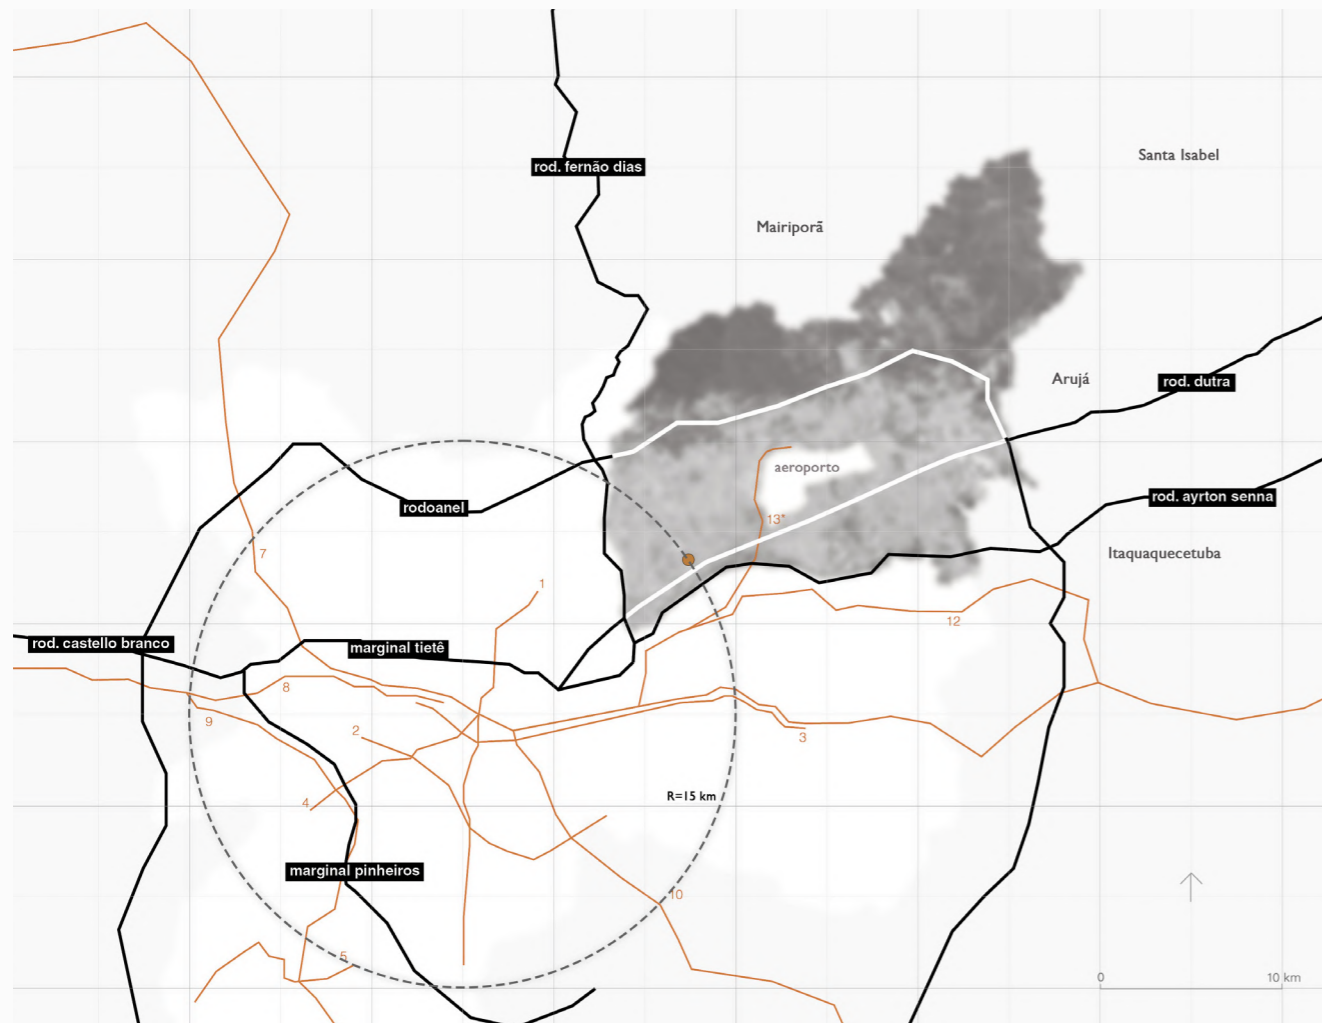 Santa Isabel
rod. fernão dias
Mairiporã
Arujá
rod. dutra
aeroporto
rod. ayrton senna
rodoanel
13*
7
Itaquaquecetuba
1
12
rod. castello branco
marginal tietê
8
9
2
3
R=15 km
4
marginal pinheiros
10
5
0
10 km